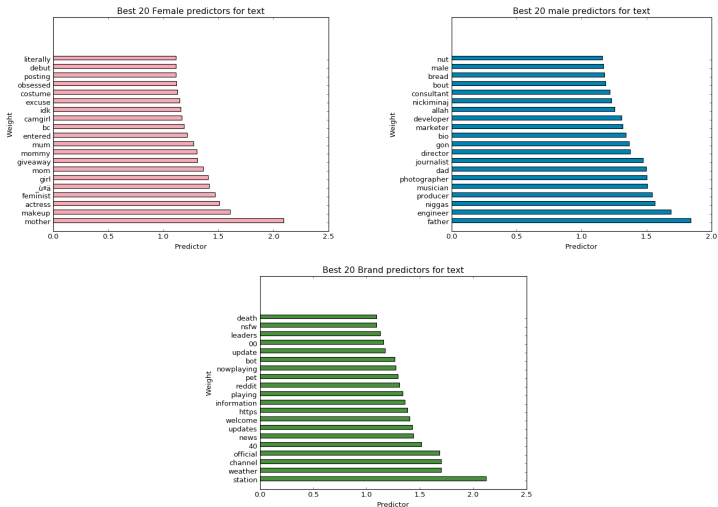 Best 20 Female predictors for text
literally
debut
posting
obsessed
costume
excuse
idk
camgirl
bc
entered
mum
mommy
giveaway
mom
girl
feminist
actress
makeup
mother
Weight
0.0 0.5 1.0 1.5 2.0 2.5
Predictor
Best 20 male predictors for text
nut
male
bread
bout
consultant
nickiminaj
allah
developer
marketer
bio
gon
director
journalist
dad
photographer
musician
producer
niggas
engineer
father
Weight
0.0 0.5 1.0 1.5 2.0
Predictor
Best 20 Brand predictors for text
death
nsfw
leaders
00
update
bot
nowplaying
pet
reddit
playing
information
https
welcome
updates
news
40
official
channel
weather
station
Weight
0.0 0.5 1.0 1.5 2.0 2.5
Predictor